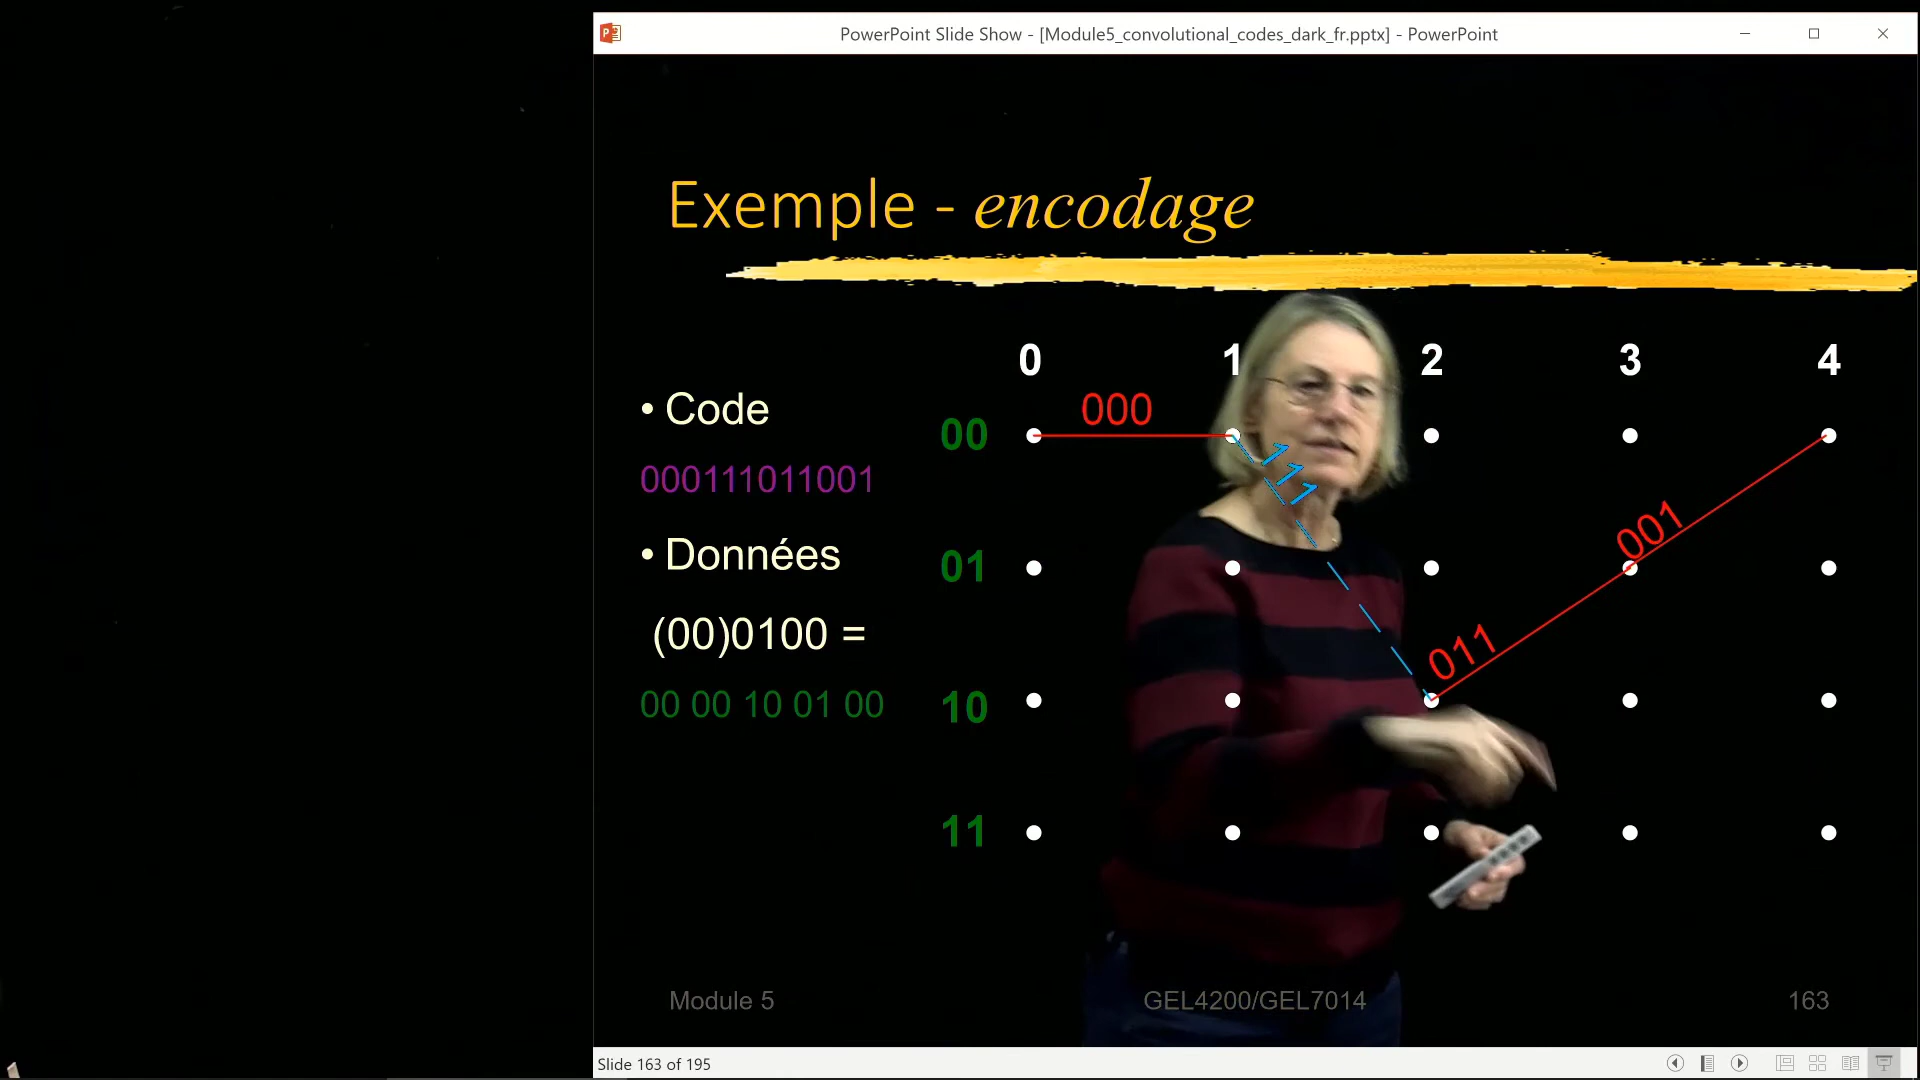 PowerPoint Slide Show - [Module5_convolutional_codes_dark_fr.pptx] - PowerPoint
Exemple - encodage
0 1 2 3 4
• Code
000111011001
• Données
(00)0100 =
00 00 10 01 00
00
01
10
11
000
111
011
001
Module 5 GEL4200/GEL7014 163
Slide 163 of 195